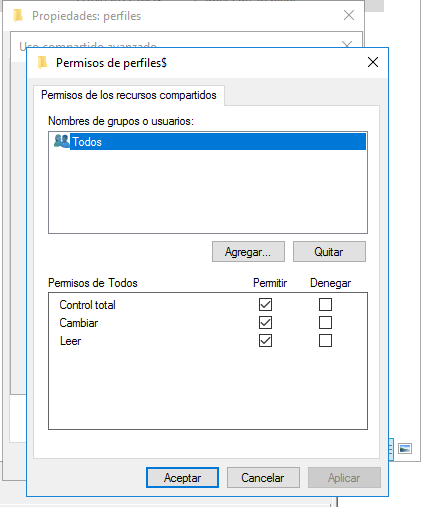 Propiedades: perfiles
Uso compartido avanzado
Permisos de perfiles$
Permisos de los recursos compartidos
Nombres de grupos o usuarios:
Todos
Agregar...
Quitar
Permisos de Todos Permitir Denegar
Control total
Cambiar
Leer
Aceptar
Cancelar
Aplicar